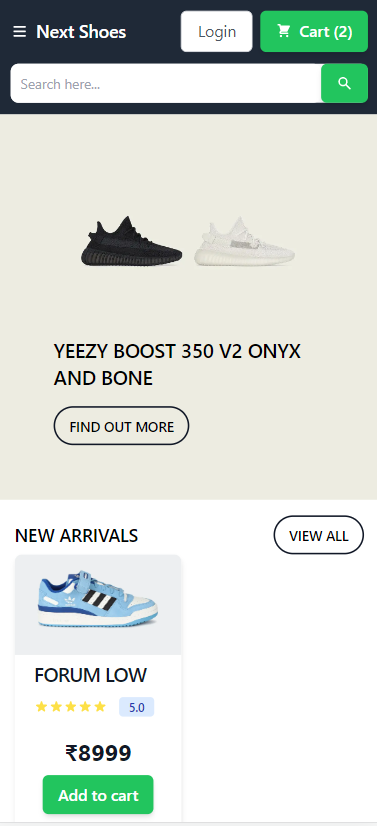 Next Shoes
Login
Cart (2)
Search here...
YEEZY BOOST 350 V2 ONYX
AND BONE
FIND OUT MORE
NEW ARRIVALS
VIEW ALL
FORUM LOW
5.0
₹8999
Add to cart